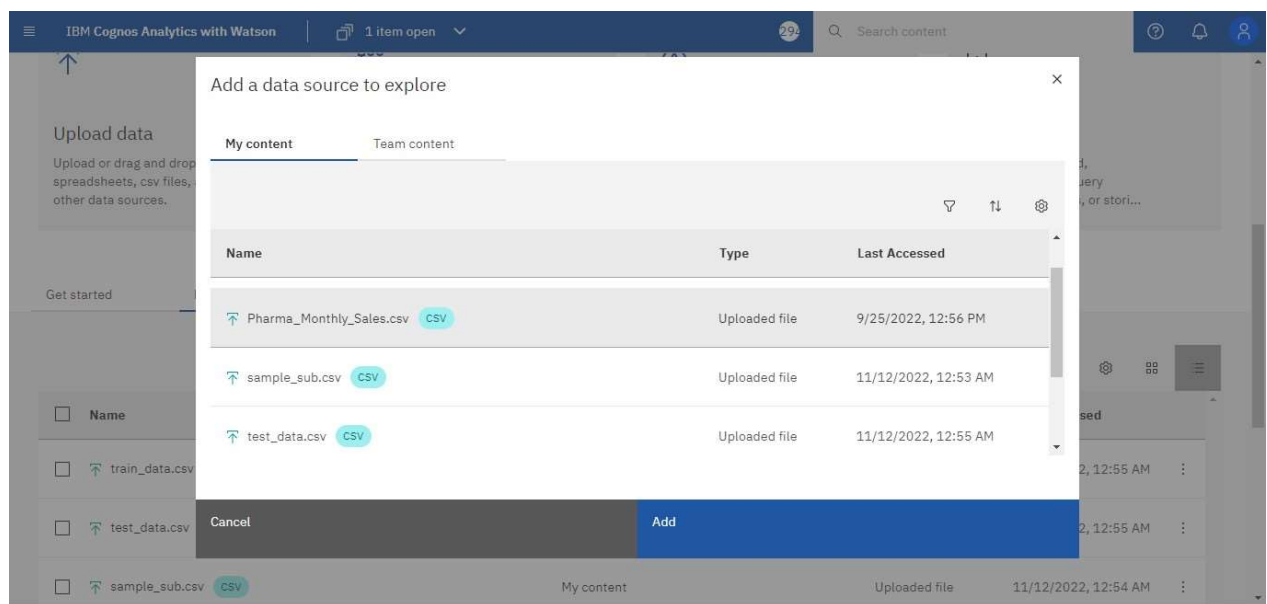 IBM Cognos Analytics with Watson
1 item open
294
Search content
Add a data source to explore
My content Team content
Upload data
Upload or drag and drop
spreadsheets, csv files,
other data sources.
d,
uery
, or stori...
Name Type Last Accessed
Get started
Pharma_Monthly_Sales.csv CSV Uploaded file 9/25/2022, 12:56 PM
sample_sub.csv CSV Uploaded file 11/12/2022, 12:53 AM
Name sed
test_data.csv CSV Uploaded file 11/12/2022, 12:55 AM
train_data.csv 2, 12:55 AM
Cancel Add
test_data.csv 2, 12:55 AM
sample_sub.csv CSV My content Uploaded file 11/12/2022, 12:54 AM